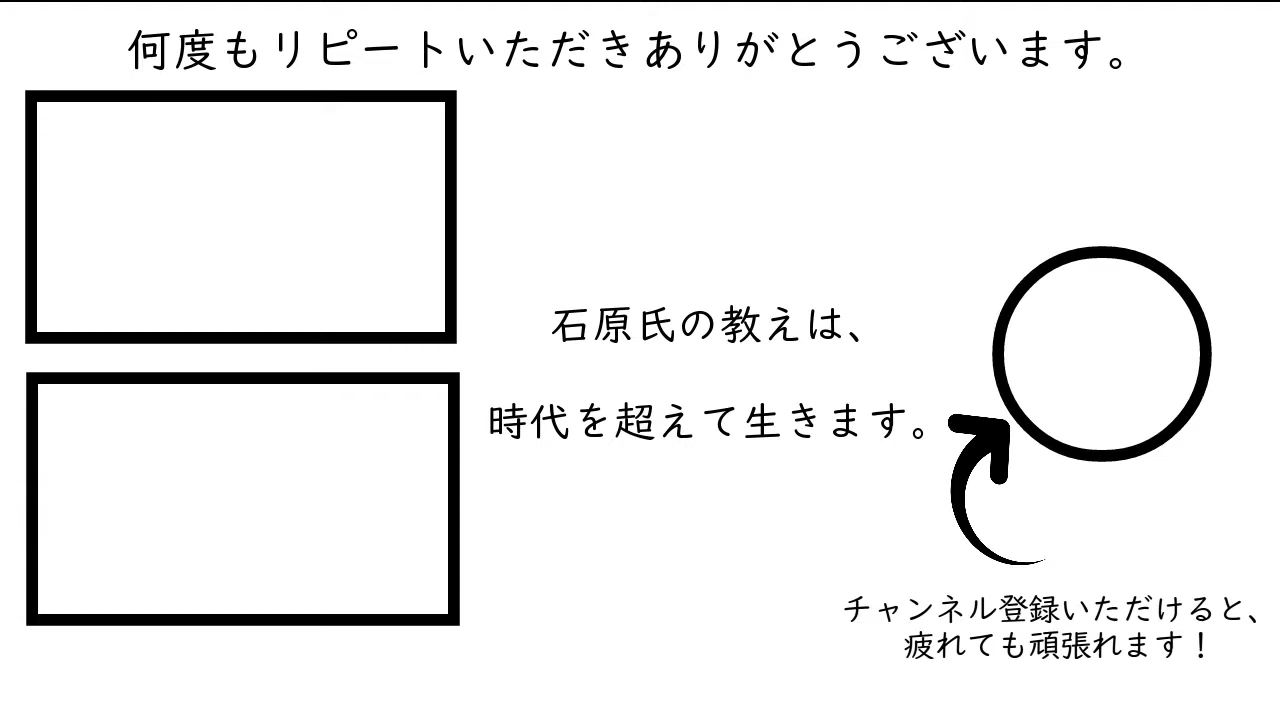 何度もリピートいただきありがとうございます。
石原氏の教えは、
時代を超えて生きます。
チャンネル登録いただけると、
疲れても頑張れます！